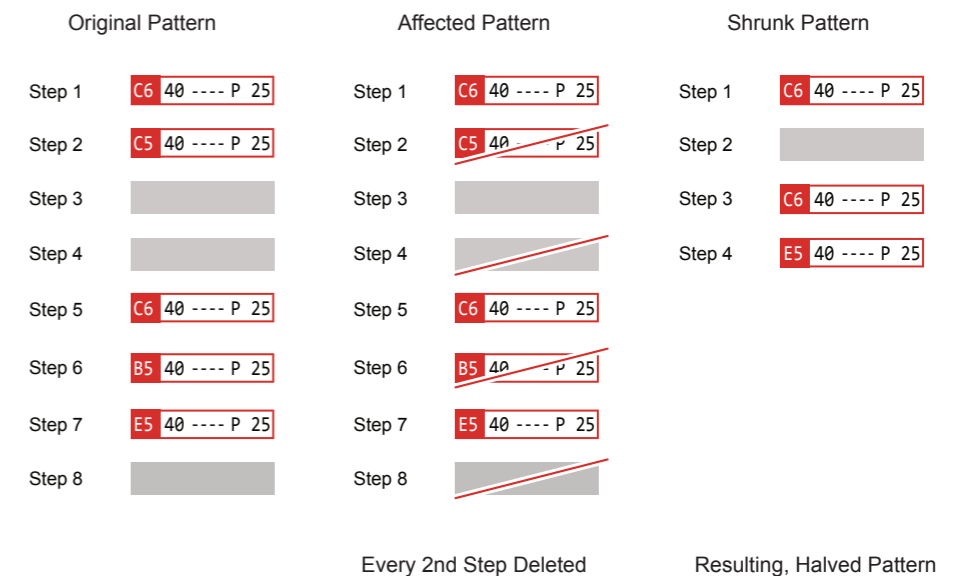 Original Pattern Affected Pattern Shrunk Pattern
Step 1 C6 40 ---- P 25 Step 1 C6 40 ---- P 25 Step 1 C6 40 ---- P 25
Step 2 C5 40 ---- P 25 Step 2 C5 40 ---- P 25 Step 2
Step 3 Step 3 Step 3 C6 40 ---- P 25
Step 4 Step 4 Step 4 E5 40 ---- P 25
Step 5 C6 40 ---- P 25 Step 5 C6 40 ---- P 25
Step 6 B5 40 ---- P 25 Step 6 B5 40 ---- P 25
Step 7 E5 40 ---- P 25 Step 7 E5 40 ---- P 25
Step 8 Step 8
Every 2nd Step Deleted Resulting, Halved Pattern